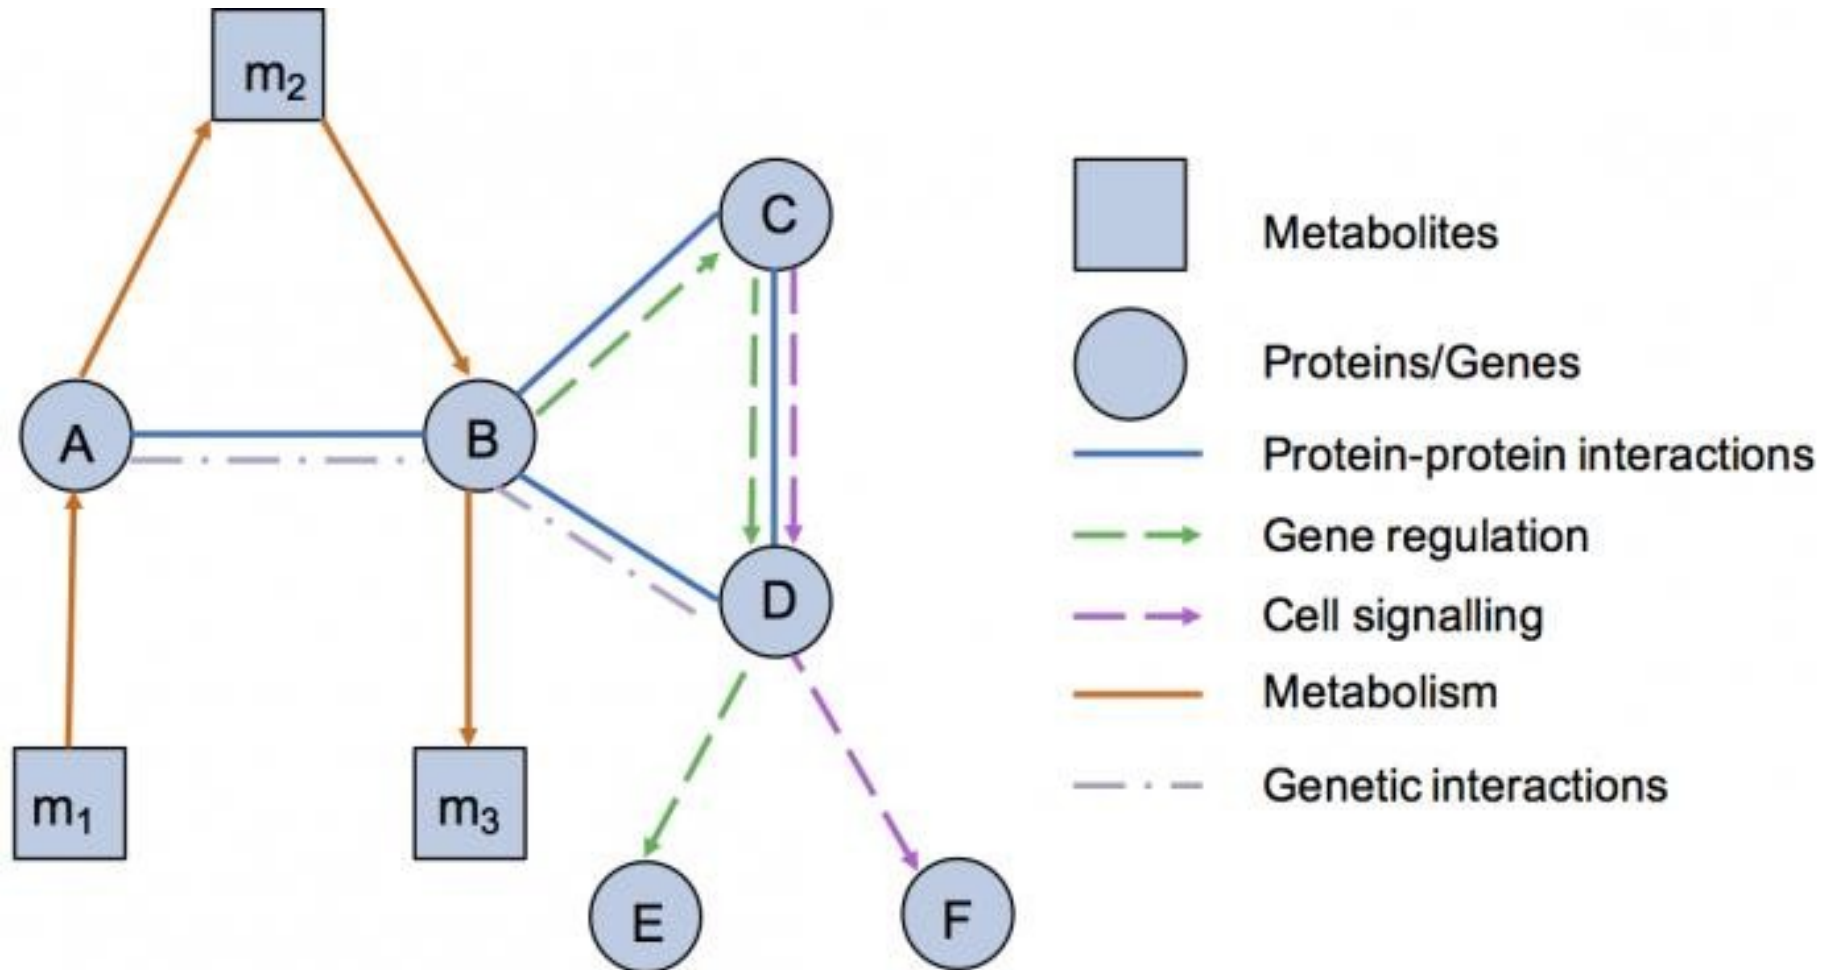 m₂
C
A
B
D
m₁
m₃
E
F
Metabolites
Proteins/Genes
Protein-protein interactions
Gene regulation
Cell signalling
Metabolism
Genetic interactions